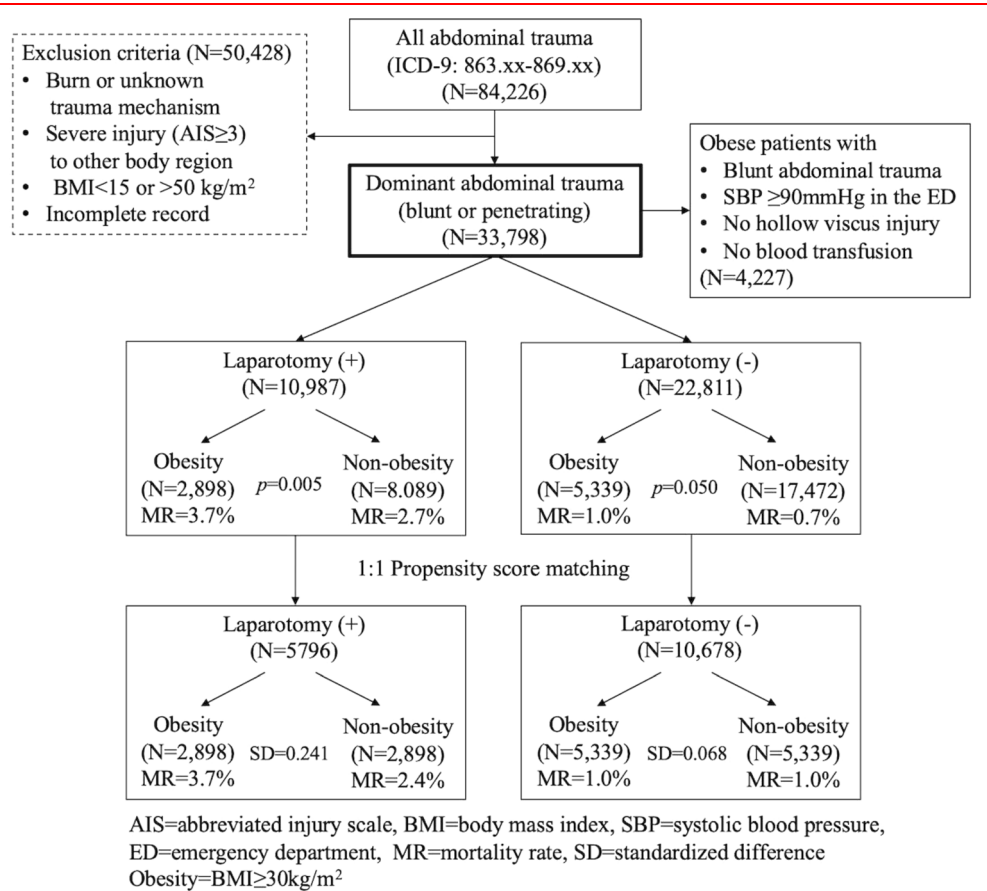 All abdominal trauma
(ICD-9: 863.xx-869.xx)
(N=84,226)
Exclusion criteria (N=50,428)
• Burn or unknown
trauma mechanism
• Severe injury (AIS≥3)
to other body region
• BMI<15 or >50 kg/m²
• Incomplete record
Dominant abdominal trauma
(blunt or penetrating)
(N=33,798)
Obese patients with
• Blunt abdominal trauma
• SBP ≥90mmHg in the ED
• No hollow viscus injury
• No blood transfusion
(N=4,227)
Laparotomy (+)
(N=10,987)
Obesity
(N=2,898)
MR=3.7%
p=0.005
Non-obesity
(N=8.089)
MR=2.7%
Laparotomy (-)
(N=22,811)
Obesity
(N=5,339)
MR=1.0%
p=0.050
Non-obesity
(N=17,472)
MR=0.7%
1:1 Propensity score matching
Laparotomy (+)
(N=5796)
Obesity
(N=2,898)
MR=3.7%
SD=0.241
Non-obesity
(N=2,898)
MR=2.4%
Laparotomy (-)
(N=10,678)
Obesity
(N=5,339)
MR=1.0%
SD=0.068
Non-obesity
(N=5,339)
MR=1.0%
AIS=abbreviated injury scale, BMI=body mass index, SBP=systolic blood pressure,
ED=emergency department, MR=mortality rate, SD=standardized difference
Obesity=BMI≥30kg/m²